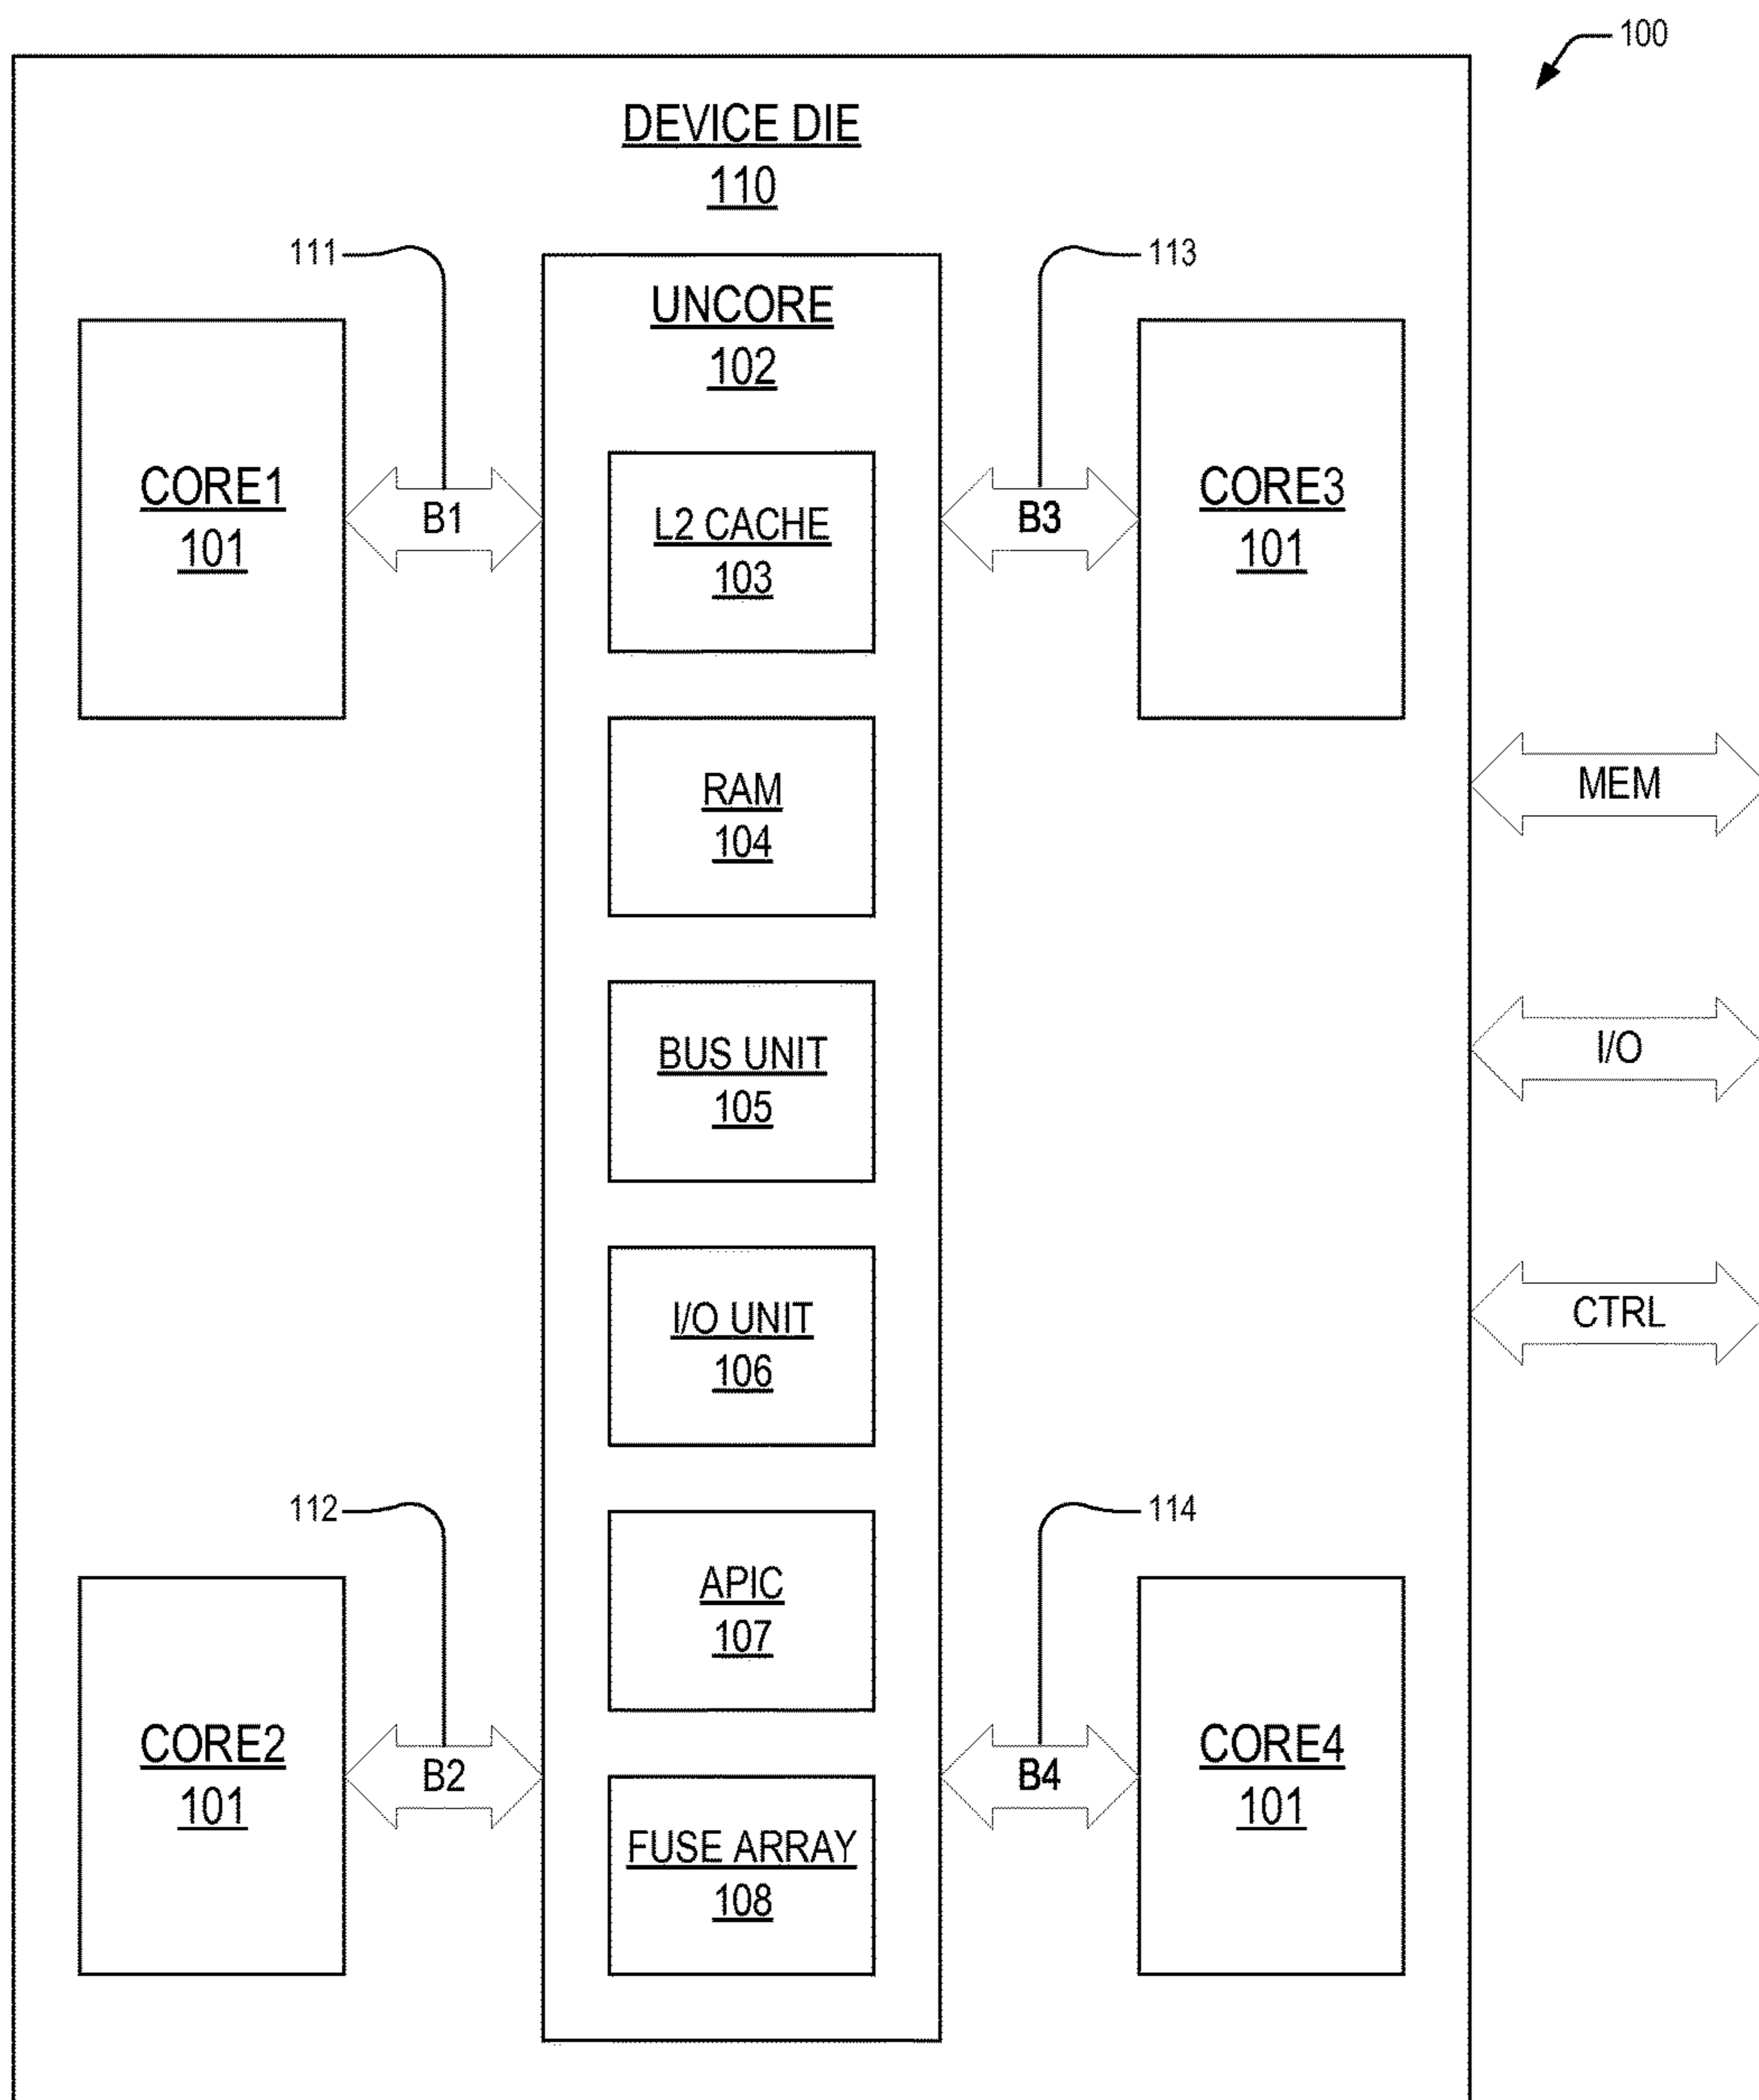 100
DEVICE DIE
110
111
113
UNCORE
102
CORE1
101
B1
L2 CACHE
103
B3
CORE3
101
RAM
104
MEM
BUS UNIT
105
I/O
I/O UNIT
106
CTRL
112
114
APIC
107
CORE2
101
B2
B4
CORE4
101
FUSE ARRAY
108